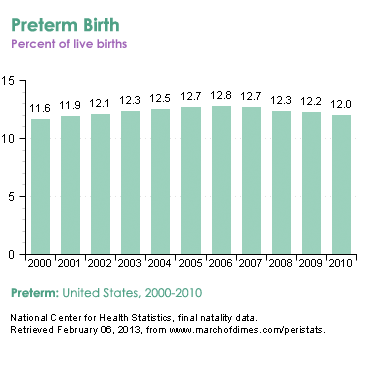 Preterm Birth
Percent of live births
15
11.6 11.9 12.1 12.3 12.5 12.7 12.8 12.7 12.3 12.2 12.0
10
5
0
2000 2001 2002 2003 2004 2005 2006 2007 2008 2009 2010
Preterm: United States, 2000-2010
National Center for Health Statistics, final natality data.
Retrieved February 06, 2013, from www.marchofdimes.com/peristats.